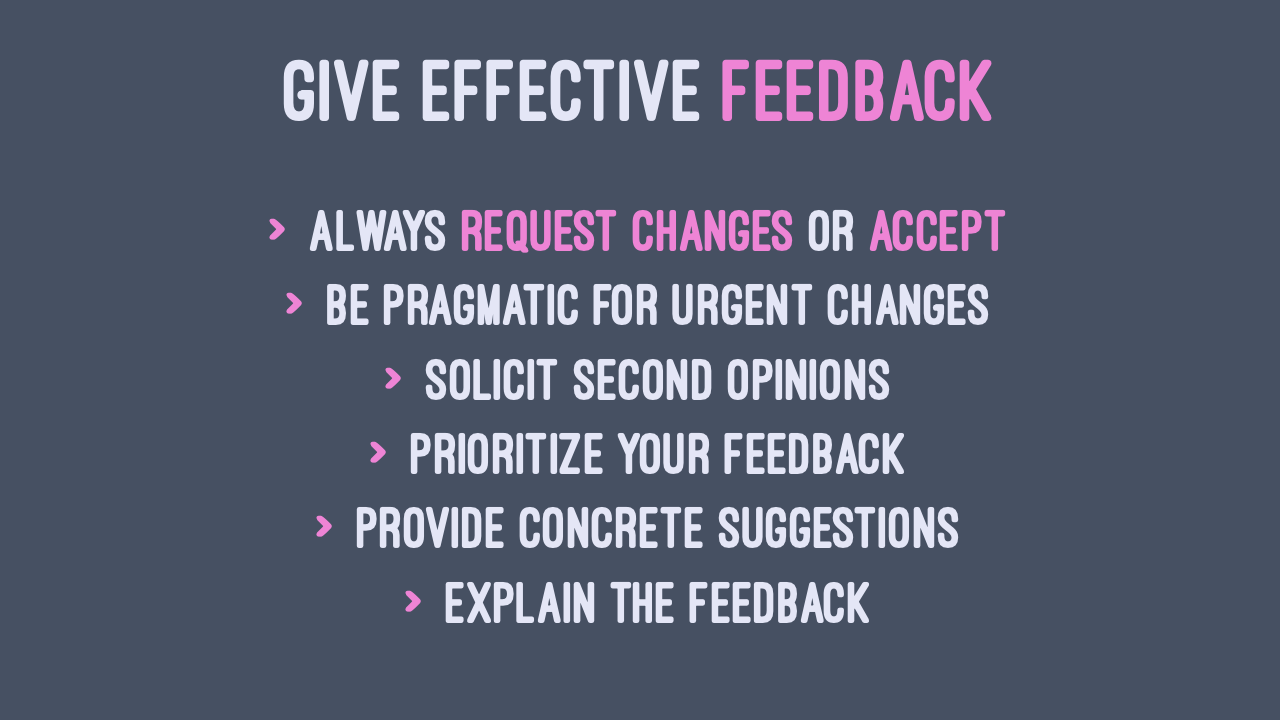 GIVE EFFECTIVE FEEDBACK
› ALWAYS REQUEST CHANGES OR ACCEPT
› BE PRAGMATIC FOR URGENT CHANGES
› SOLICIT SECOND OPINIONS
› PRIORITIZE YOUR FEEDBACK
› PROVIDE CONCRETE SUGGESTIONS
› EXPLAIN THE FEEDBACK